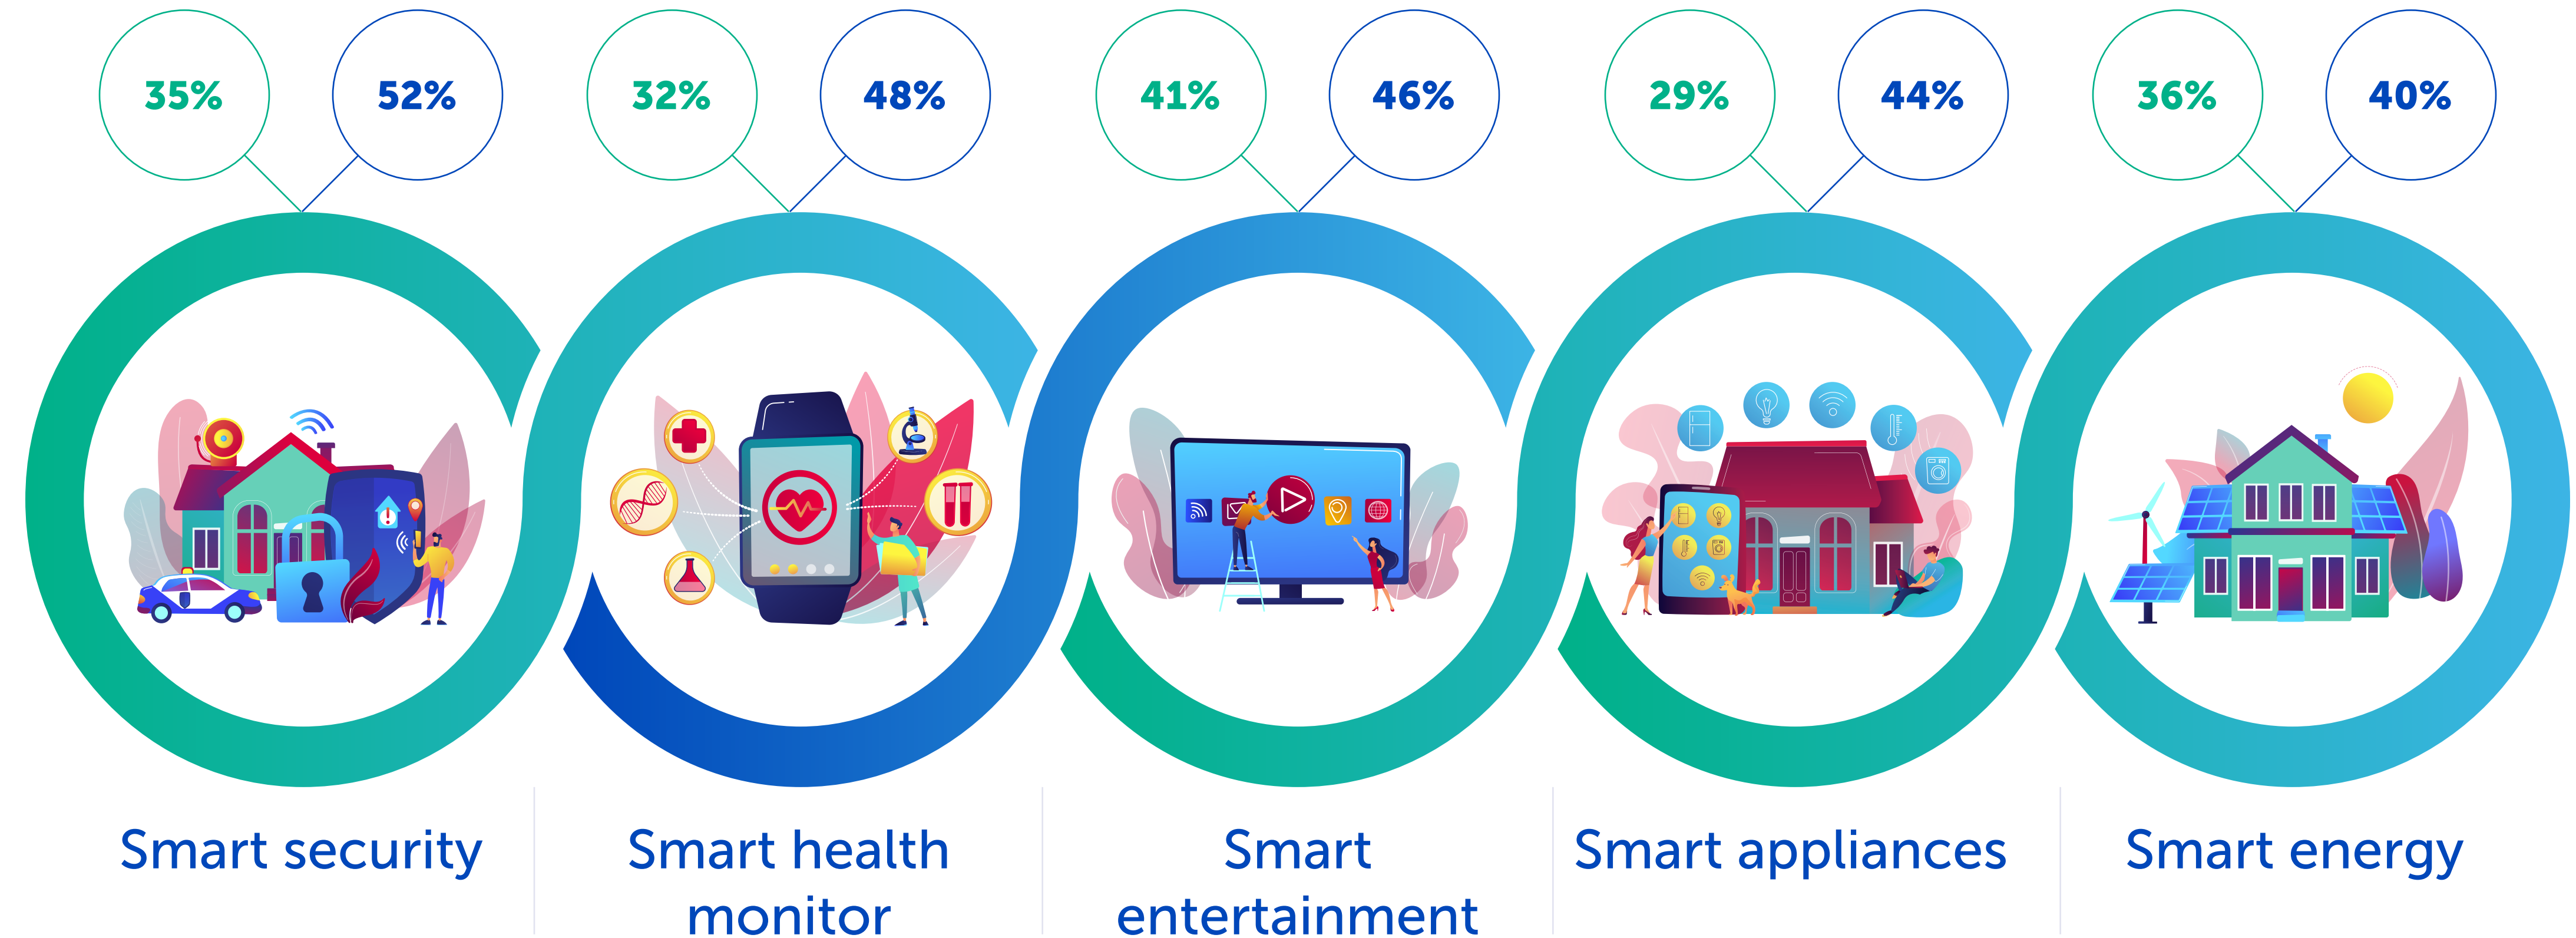 35%
52%
32%
48%
41%
46%
29%
44%
36%
40%
Smart security
Smart health
monitor
Smart
entertainment
Smart appliances
Smart energy